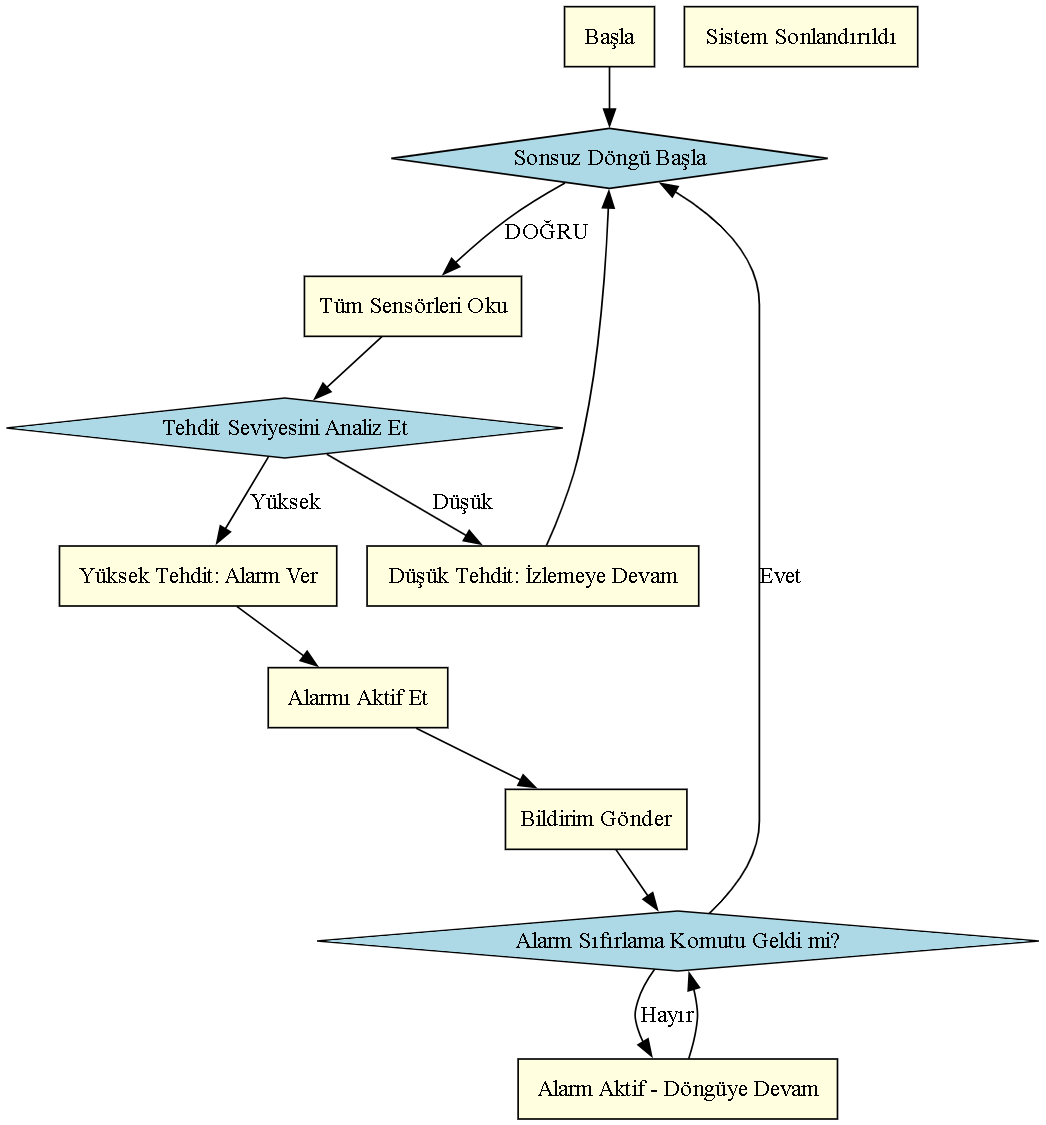 Başla
Sistem Sonlandırıldı
Sonsuz Döngü Başla
DOĞRU
Tüm Sensörleri Oku
Tehdit Seviyesini Analiz Et
Yüksek
Düşük
Yüksek Tehdit: Alarm Ver
Düşük Tehdit: İzlemeye Devam
Evet
Alarmı Aktif Et
Bildirim Gönder
Alarm Sıfırlama Komutu Geldi mi?
Hayır
Alarm Aktif - Döngüye Devam